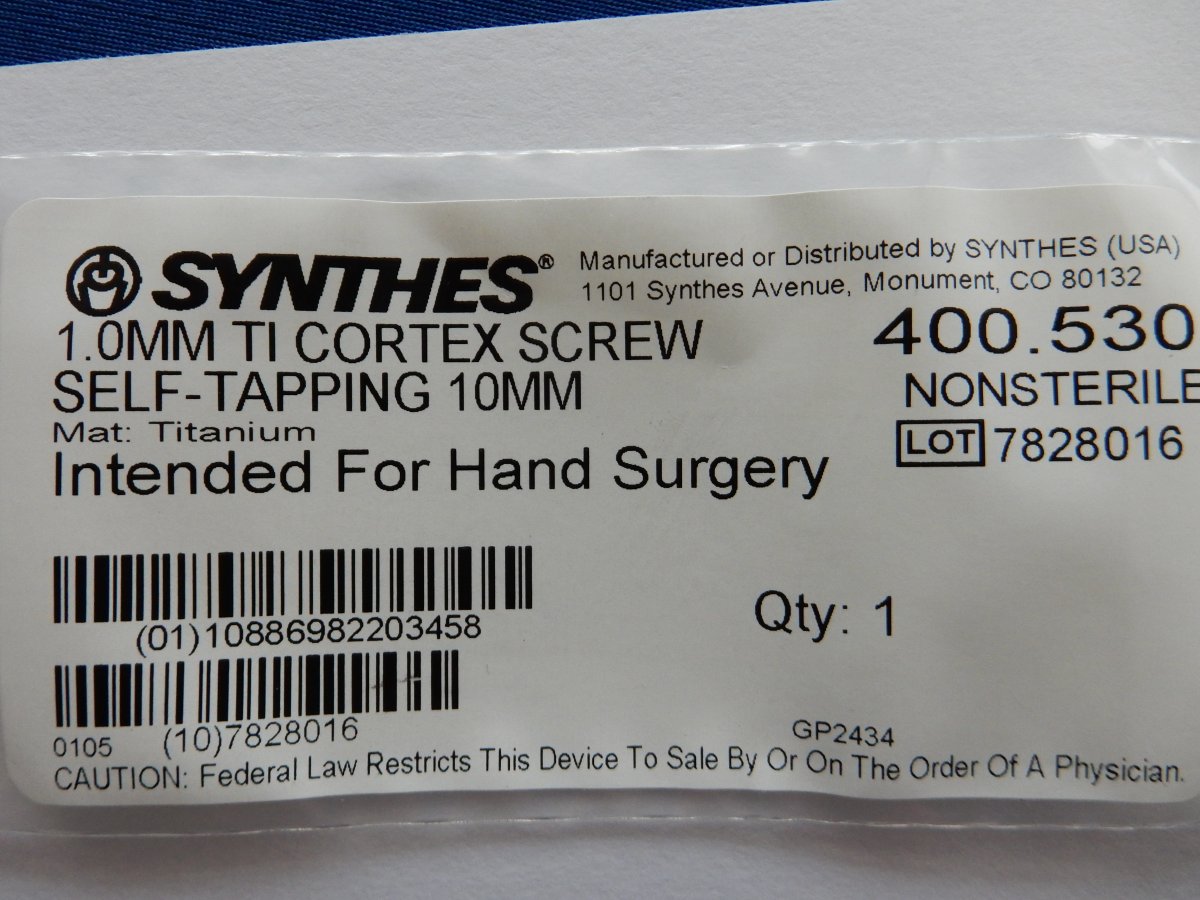 SYNTHES®
Manufactured or Distributed by SYNTHES (USA)
1101 Synthes Avenue, Monument, CO 80132
1.0MM TI CORTEX SCREW
400.530
SELF-TAPPING 10MM
NONSTERILE
Mat: Titanium
LOT 7828016
Intended For Hand Surgery
(01)10886982203458
Qty: 1
0105 (10)7828016
GP2434
CAUTION: Federal Law Restricts This Device To Sale By Or On The Order Of A Physician.